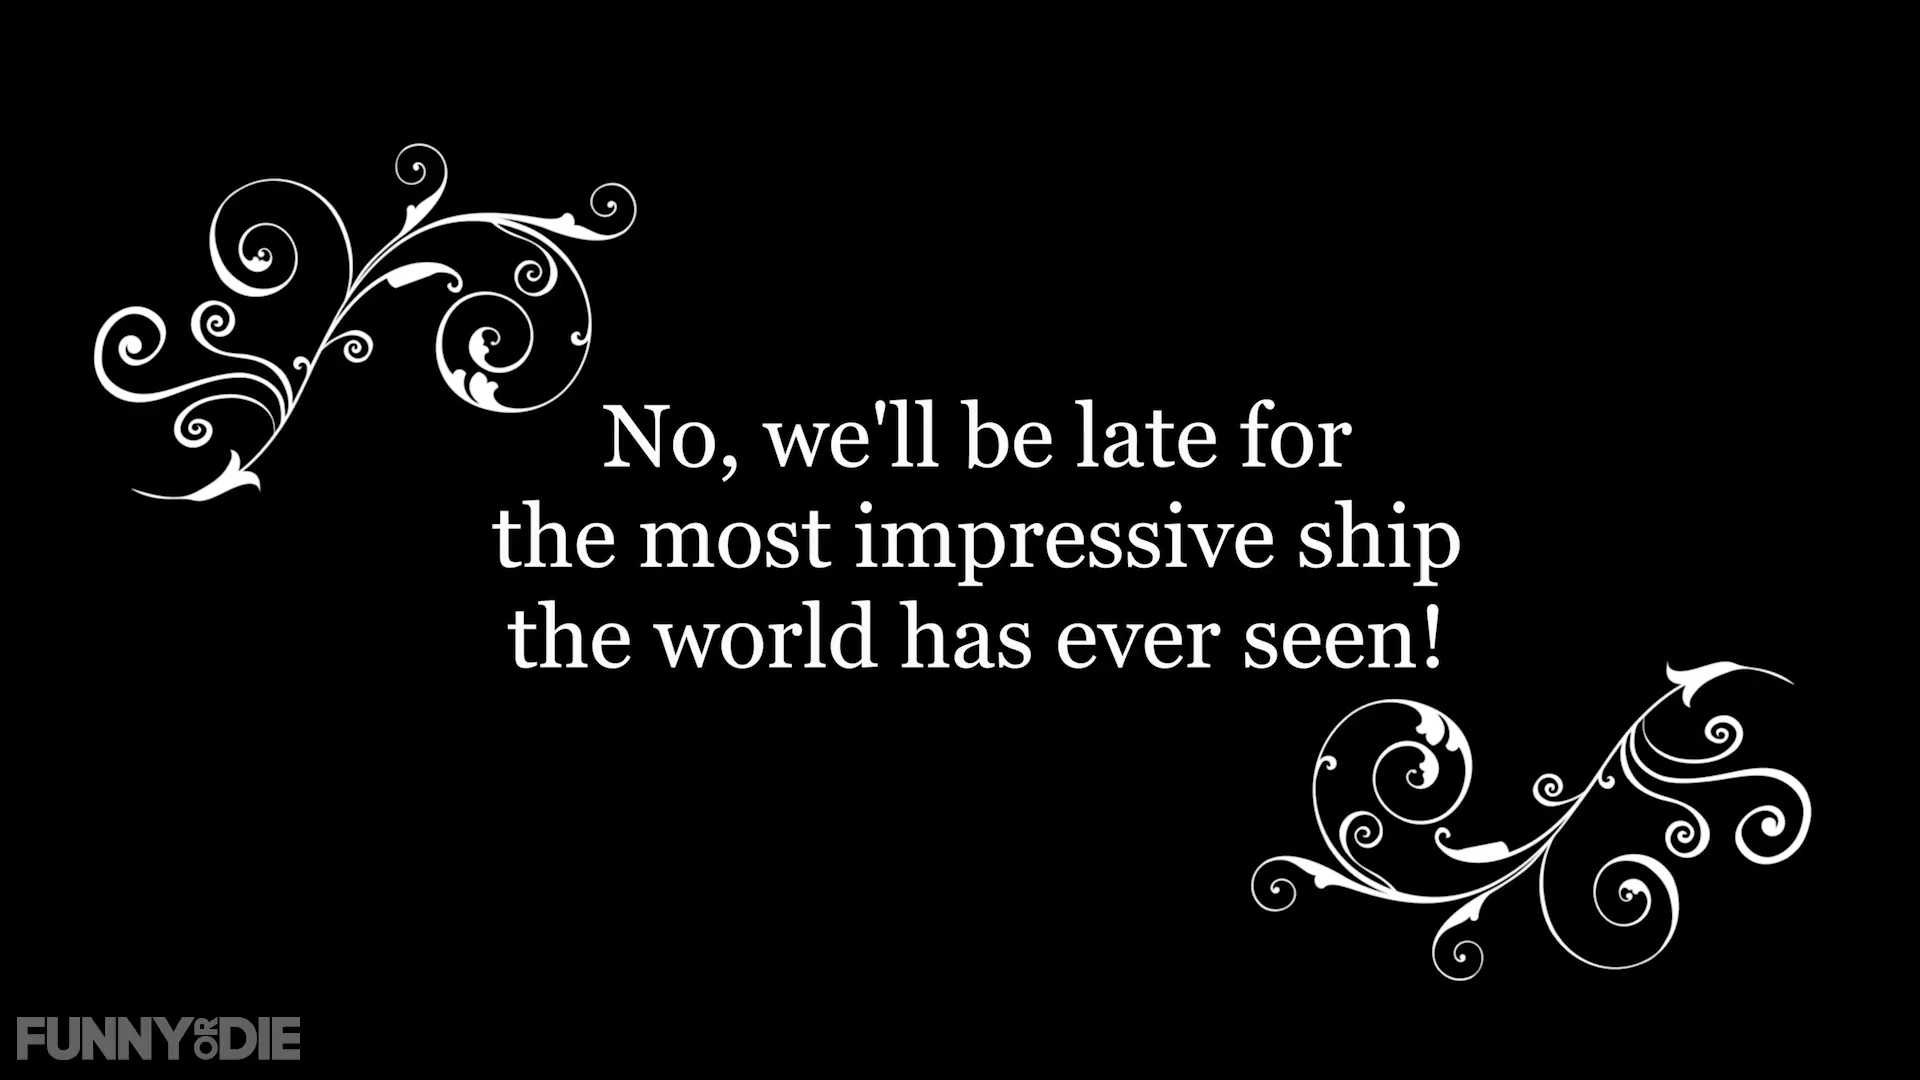 No, we'll be late for
the most impressive ship
the world has ever seen!
FUNNY OR DIE